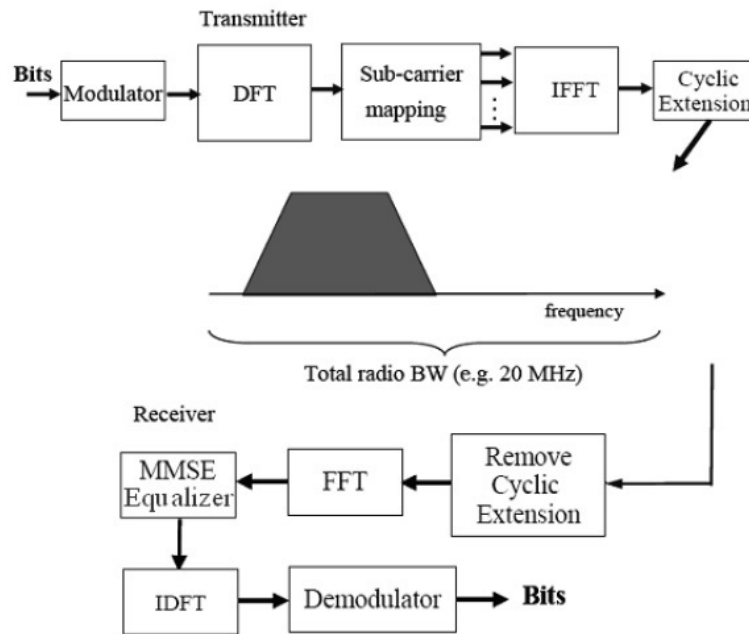 Transmitter
Bits
Modulator
DFT
Sub-carrier
mapping
IFFT
Cyclic
Extension
frequency
Total radio BW (e.g. 20 MHz)
Receiver
MMSE
Equalizer
FFT
Remove
Cyclic
Extension
IDFT
Demodulator
Bits